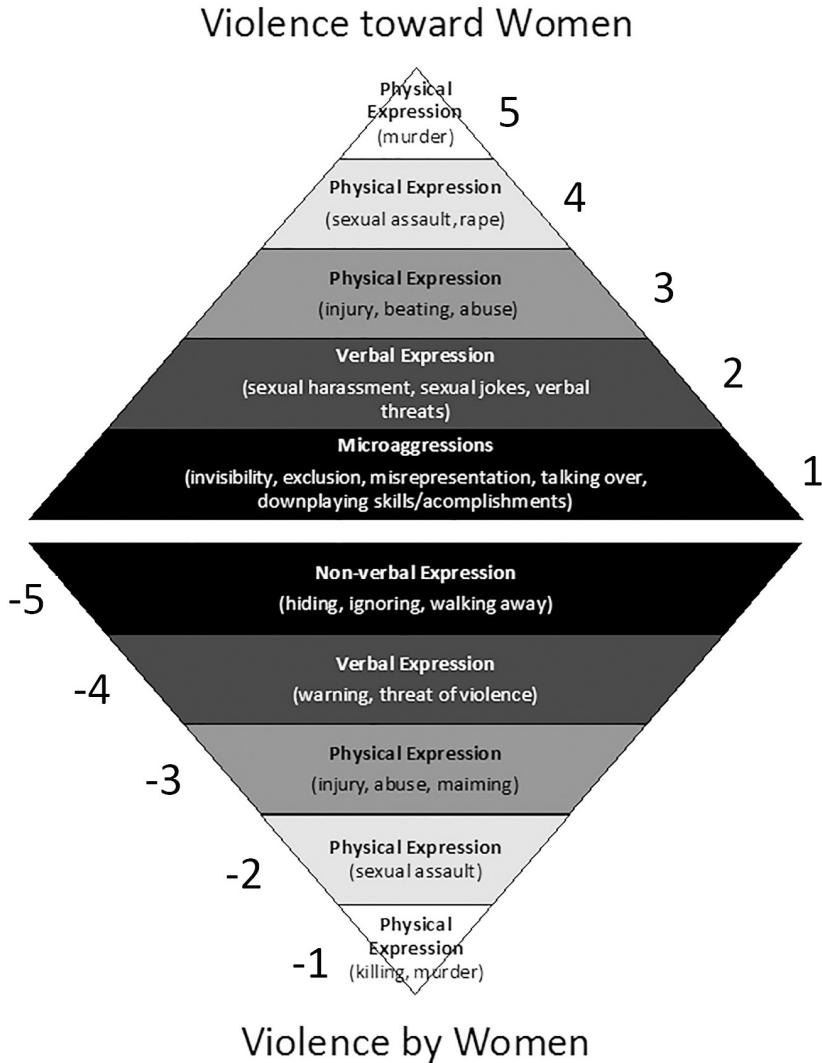 Violence toward Women
Physical
Expression
(murder)
5
Physical Expression
(sexual assault, rape)
4
Physical Expression
(injury, beating, abuse)
3
Verbal Expression
(sexual harassment, sexual jokes, verbal
threats)
2
Microaggressions
(invisibility, exclusion, misrepresentation, talking over,
downplaying skills/acomplishments)
1
Non-verbal Expression
(hiding, ignoring, walking away)
-5
Verbal Expression
(warning, threat of violence)
-4
Physical Expression
(injury, abuse, maiming)
-3
Physical Expression
(sexual assault)
-2
Physical
Expression
(killing, murder)
-1
Violence by Women